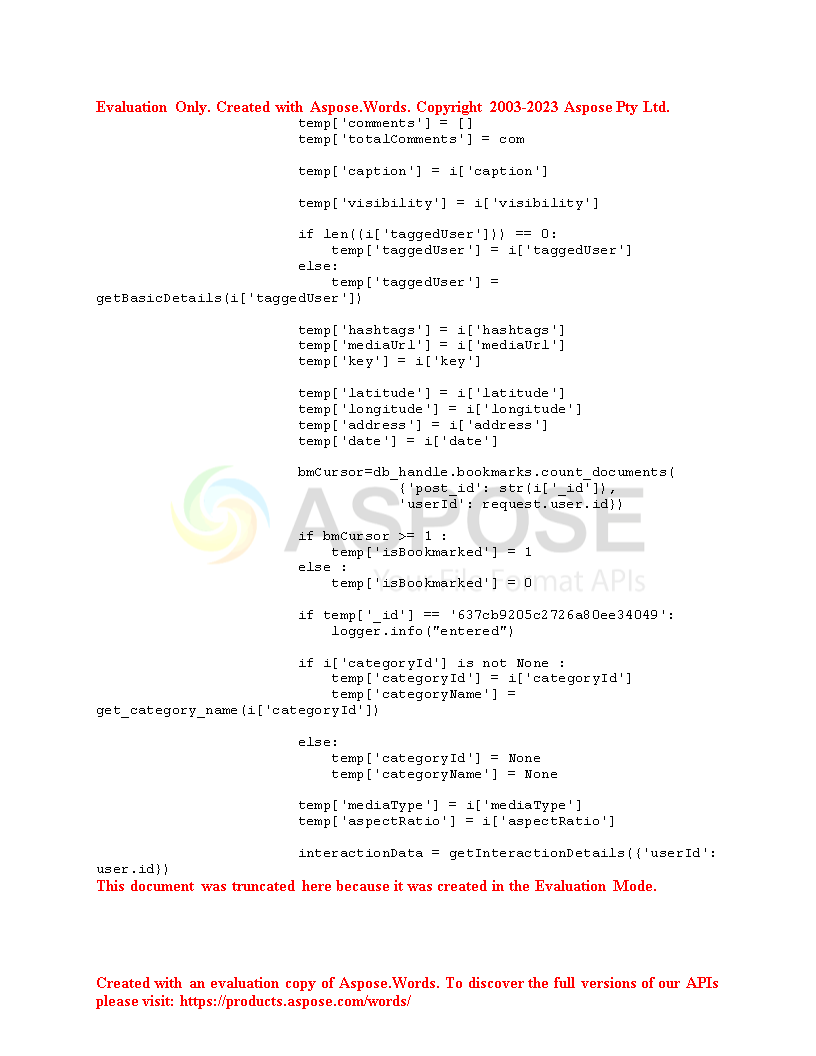 Evaluation Only. Created with Aspose.Words. Copyright 2003-2023 Aspose Pty Ltd.
temp['comments'] = []
temp['totalComments'] = com
temp['caption'] = i['caption']
temp['visibility'] = i['visibility']
if len((i['taggedUser'])) == 0:
temp['taggedUser'] = i['taggedUser']
else:
temp['taggedUser'] =
getBasicDetails(i['taggedUser'])
temp['hashtags'] = i['hashtags']
temp['mediaUrl'] = i['mediaUrl']
temp['key'] = i['key']
temp['latitude'] = i['latitude']
temp['longitude'] = i['longitude']
temp['address'] = i['address']
temp['date'] = i['date']
bmCursor=db_handle.bookmarks.count_documents(
{'post_id': str(i['_id']),
'userId': request.user.id})
ASPOSE
if bmCursor >= 1 :
temp['isBookmarked'] = 1
else :
temp['isBookmarked'] = 0
Your File Format APIs
if temp['_id'] == '637cb9205c2726a80ee34049':
logger.info("entered")
if i['categoryId'] is not None :
temp['categoryId'] = i['categoryId']
temp['categoryName'] =
get_category_name(i['categoryId'])
else:
temp['categoryId'] = None
temp['categoryName'] = None
temp['mediaType'] = i['mediaType']
temp['aspectRatio'] = i['aspectRatio']
interactionData = getInteractionDetails({'userId':
user.id})
This document was truncated here because it was created in the Evaluation Mode.
Created with an evaluation copy of Aspose.Words. To discover the full versions of our APIs
please visit: https://products.aspose.com/words/